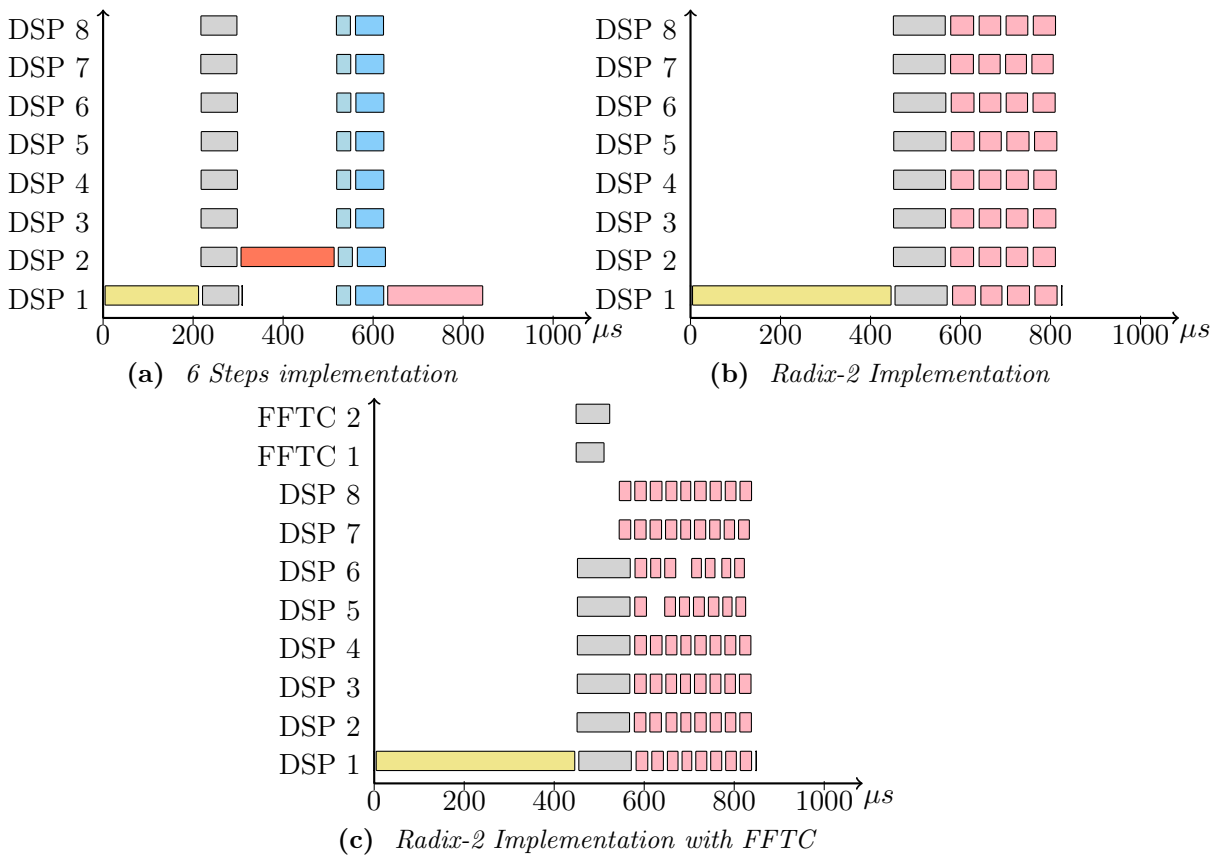 DSP 8
DSP 7
DSP 6
DSP 5
DSP 4
DSP 3
DSP 2
DSP 1
0 200 400 600 800 1000 μs
(a) 6 Steps implementation
DSP 8
DSP 7
DSP 6
DSP 5
DSP 4
DSP 3
DSP 2
DSP 1
0 200 400 600 800 1000 μs
(b) Radix-2 Implementation
FFTC 2
FFTC 1
DSP 8
DSP 7
DSP 6
DSP 5
DSP 4
DSP 3
DSP 2
DSP 1
0 200 400 600 800 1000 μs
(c) Radix-2 Implementation with FFTC